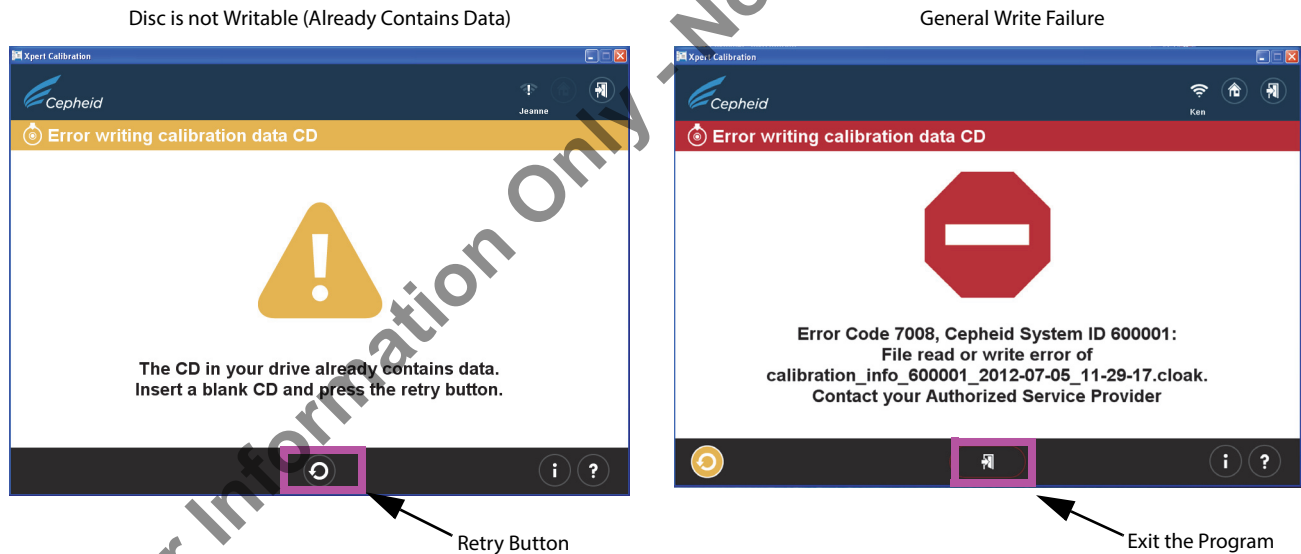 Disc is not Writable (Already Contains Data)
Xpert Calibration
Cepheid
Jeanne
Error writing calibration data CD
!
The CD in your drive already contains data.
Insert a blank CD and press the retry button.
i ?
Retry Button
General Write Failure
Xpert Calibration
Cepheid
Ken
Error writing calibration data CD
Error Code 7008, Cepheid System ID 600001:
File read or write error of
calibration_info_600001_2012-07-05_11-29-17.cloak.
Contact your Authorized Service Provider
i ?
Exit the Program
Information Only -